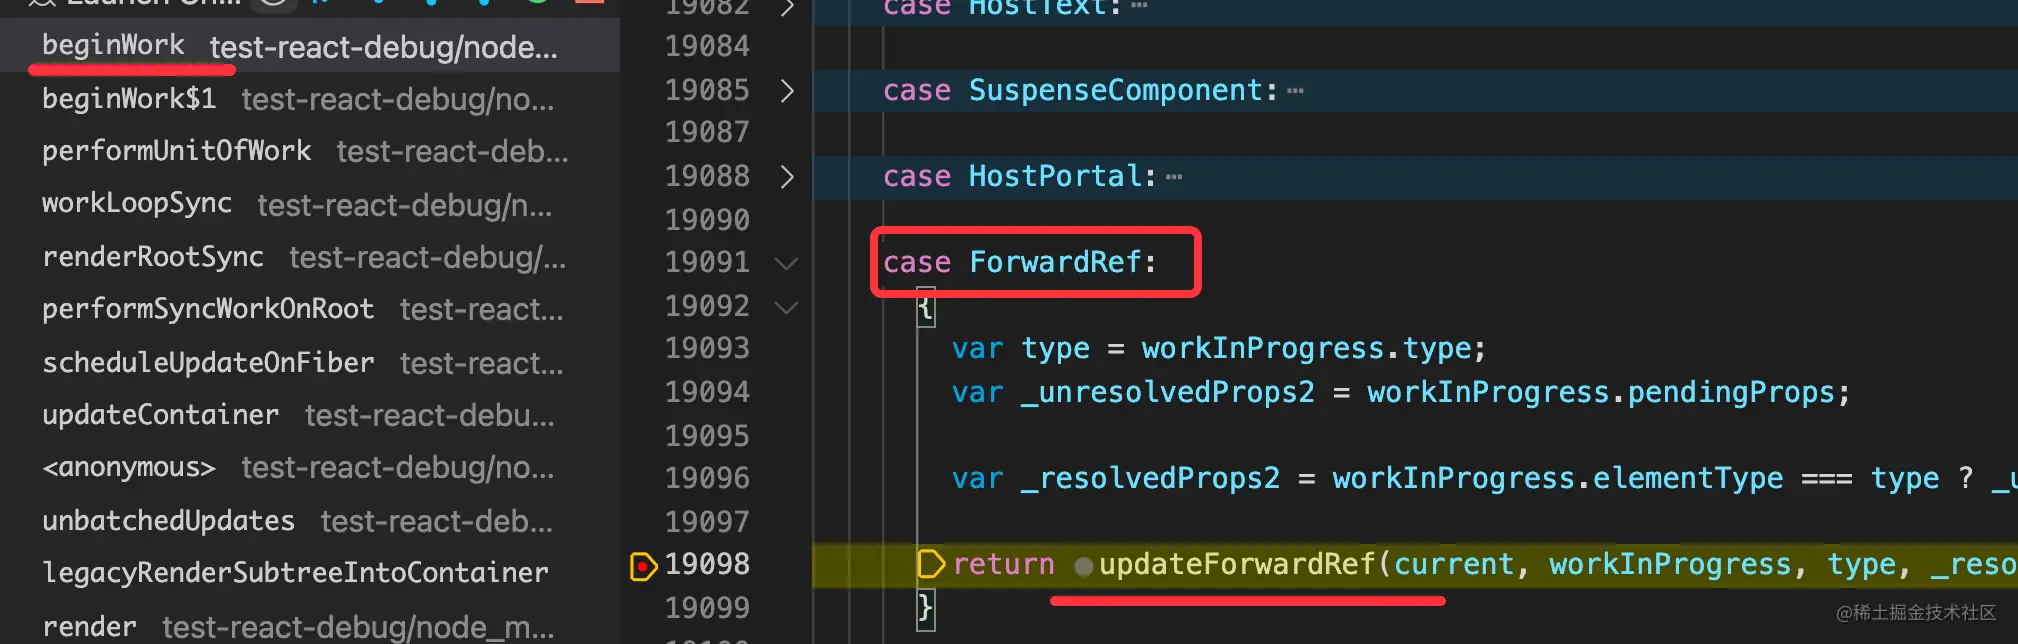 Launch Chr...
beginWork test-react-debug/node...
beginWork$1 test-react-debug/no...
performUnitOfWork test-react-deb...
workLoopSync test-react-debug/n...
renderRootSync test-react-debug/...
performSyncWorkOnRoot test-react...
scheduleUpdateOnFiber test-react...
updateContainer test-react-debu...
<anonymous> test-react-debug/no...
unbatchedUpdates test-react-deb...
legacyRenderSubtreeIntoContainer
render test-react-debug/node_m...
19082 case HostText:⋯
19084
19085 case SuspenseComponent:⋯
19087
19088 case HostPortal:⋯
19090
19091 case ForwardRef:
19092 {
19093 var type = workInProgress.type;
19094 var _unresolvedProps2 = workInProgress.pendingProps;
19095
19096 var _resolvedProps2 = workInProgress.elementType === type ? _u
19097
19098 return updateForwardRef(current, workInProgress, type, _reso
19099 }
19100
@稀土掘金技术社区